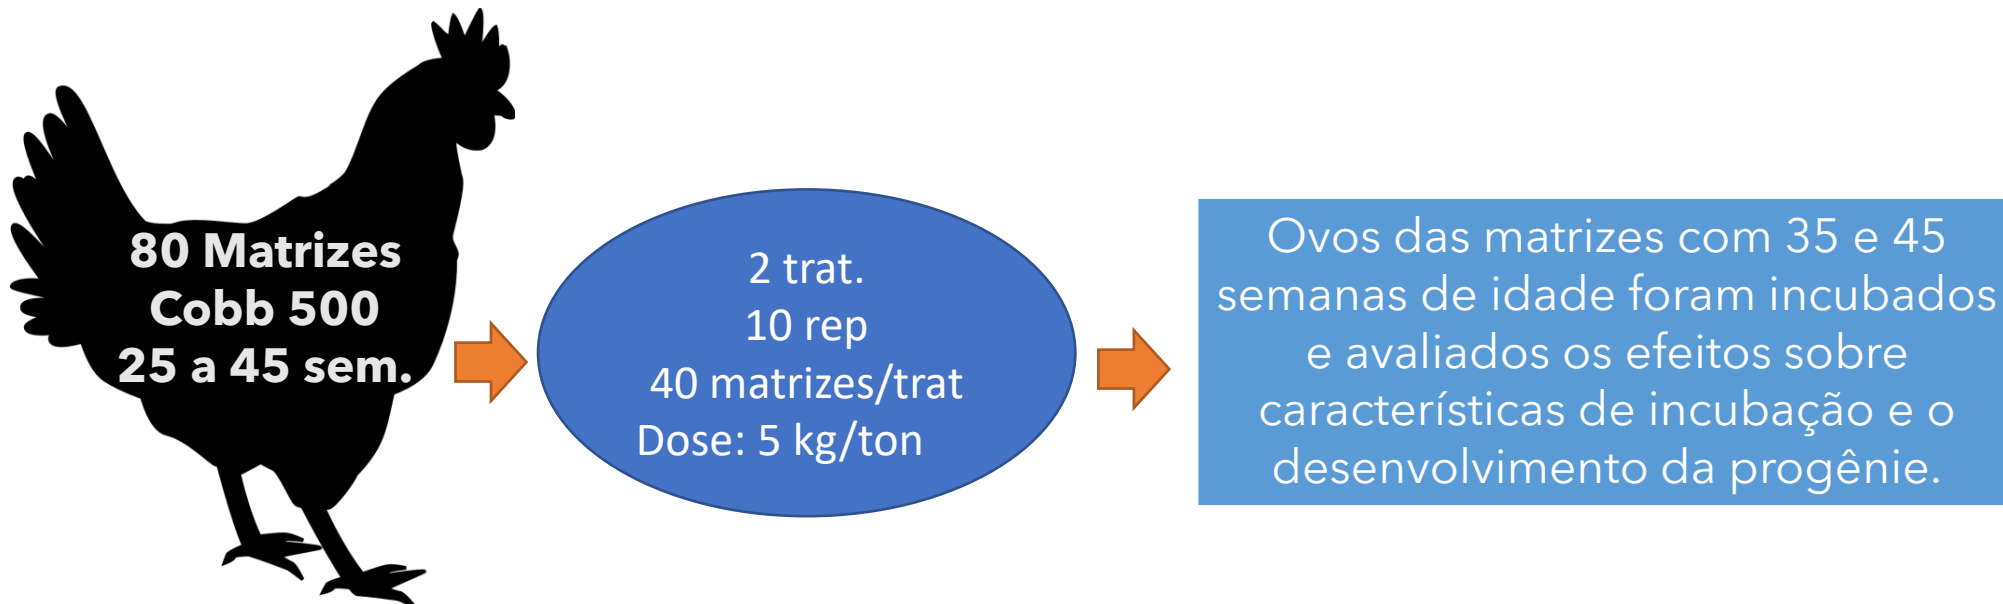 80 Matrizes
Cobb 500
25 a 45 sem.
2 trat.
10 rep
40 matrizes/trat
Dose: 5 kg/ton
Ovos das matrizes com 35 e 45
semanas de idade foram incubados
e avaliados os efeitos sobre
características de incubação e o
desenvolvimento da progênie.